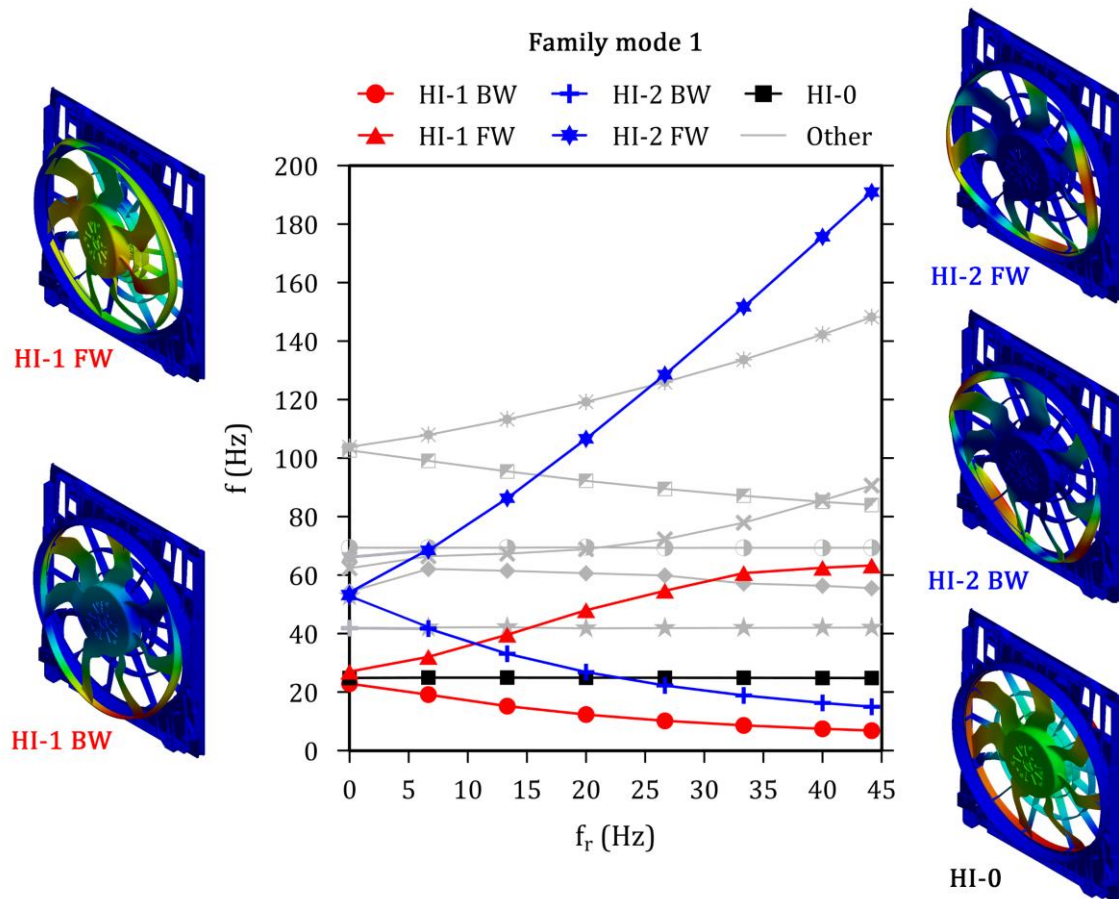 Family mode 1
HI-1 BW
HI-2 BW
HI-0
HI-1 FW
HI-2 FW
Other
HI-1 FW
HI-1 BW
f (Hz)
200
180
160
140
120
100
80
60
40
20
0
0 5 10 15 20 25 30 35 40 45
fᵣ (Hz)
HI-2 FW
HI-2 BW
HI-0